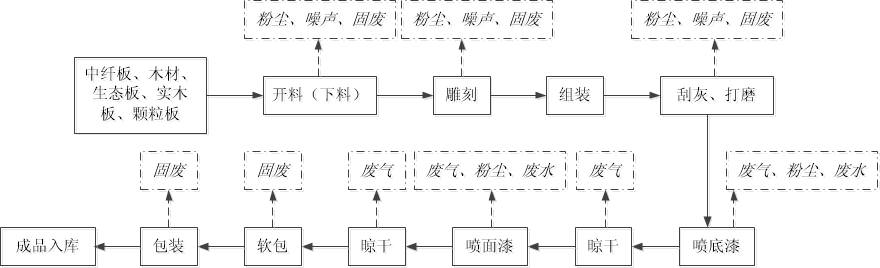 粉尘、噪声、固废
粉尘、噪声、固废
粉尘、噪声、固废
中纤板、木材、
生态板、实木
板、颗粒板
开料（下料）
雕刻
组装
刮灰、打磨
固废
固废
废气
废气、粉尘、废水
废气
废气、粉尘、废水
成品入库
包装
软包
晾干
喷面漆
晾干
喷底漆